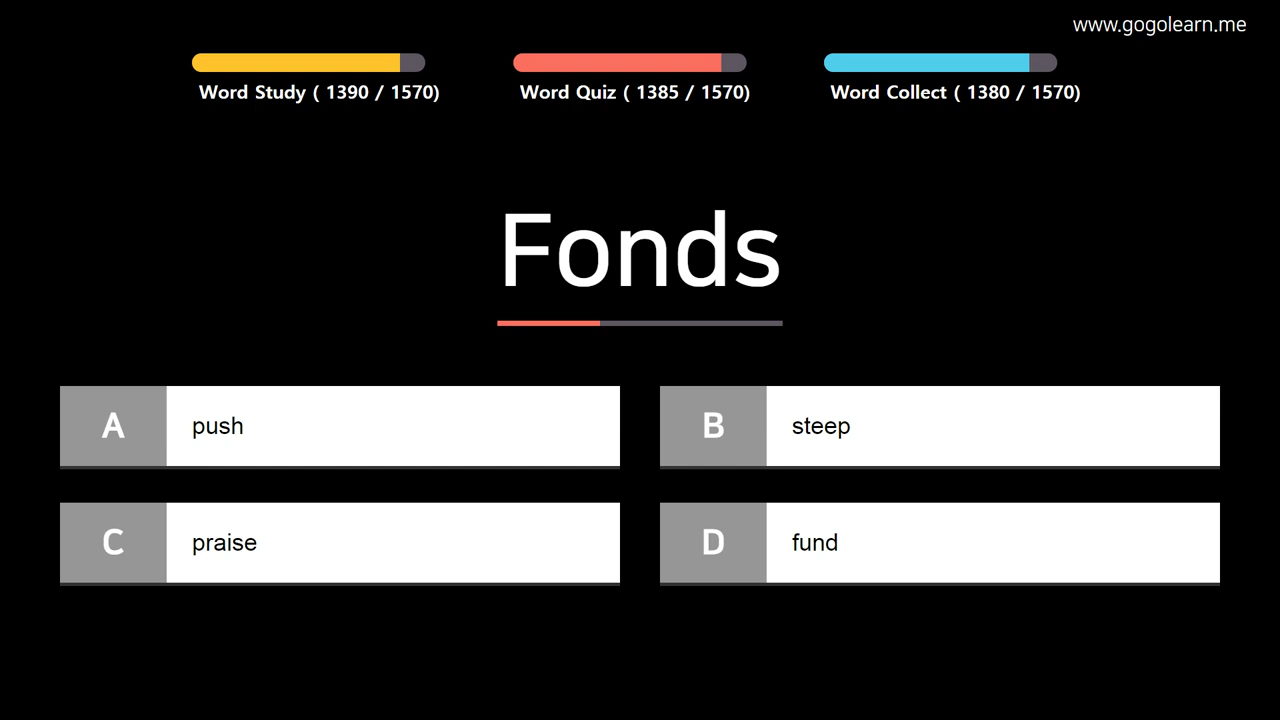 www.gogolearn.me
Word Study ( 1390 / 1570)
Word Quiz ( 1385 / 1570)
Word Collect ( 1380 / 1570)
Fonds
A push
B steep
C praise
D fund